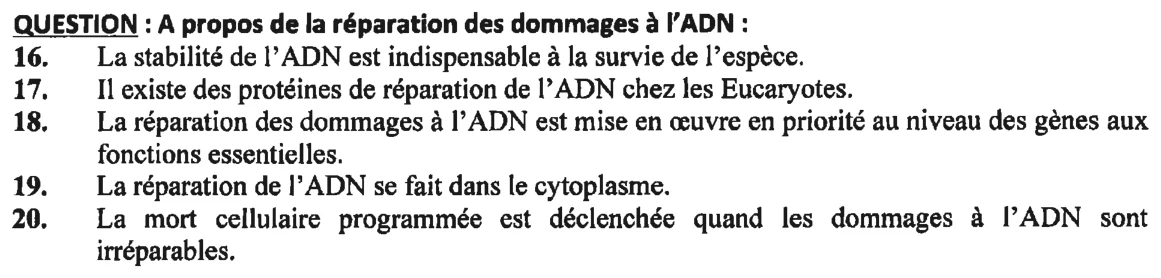 QUESTION : A propos de la réparation des dommages à l'ADN :
16. La stabilité de l'ADN est indispensable à la survie de l'espèce.
17. Il existe des protéines de réparation de l'ADN chez les Eucaryotes.
18. La réparation des dommages à l'ADN est mise en œuvre en priorité au niveau des gènes aux
fonctions essentielles.
19. La réparation de l'ADN se fait dans le cytoplasme.
20. La mort cellulaire programmée est déclenchée quand les dommages à l'ADN sont
irréparables.